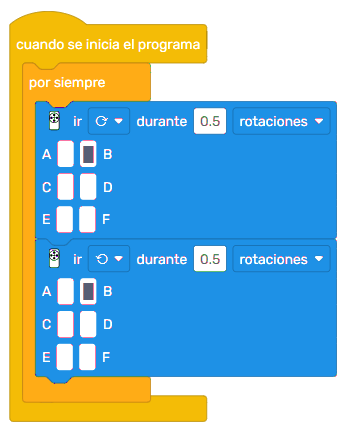 cuando se inicia el programa
por siempre
ir durante 0.5 rotaciones
A B
C D
E F
ir durante 0.5 rotaciones
A B
C D
E F